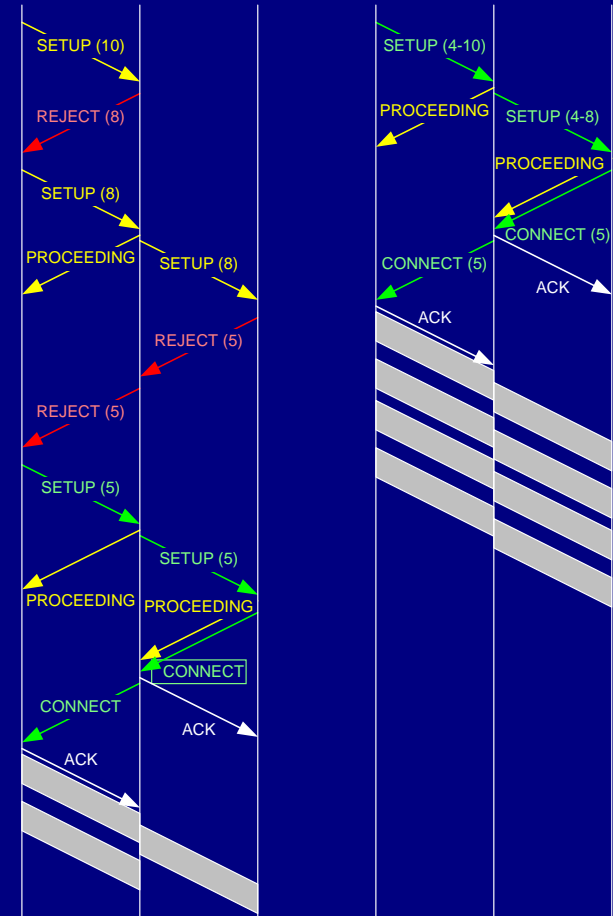 SETUP (10)
REJECT (8)
SETUP (8)
PROCEEDING
SETUP (8)
REJECT (5)
REJECT (5)
SETUP (5)
SETUP (5)
PROCEEDING
PROCEEDING
CONNECT
CONNECT
ACK
ACK
SETUP (4-10)
PROCEEDING
SETUP (4-8)
PROCEEDING
CONNECT (5)
CONNECT (5)
ACK
ACK